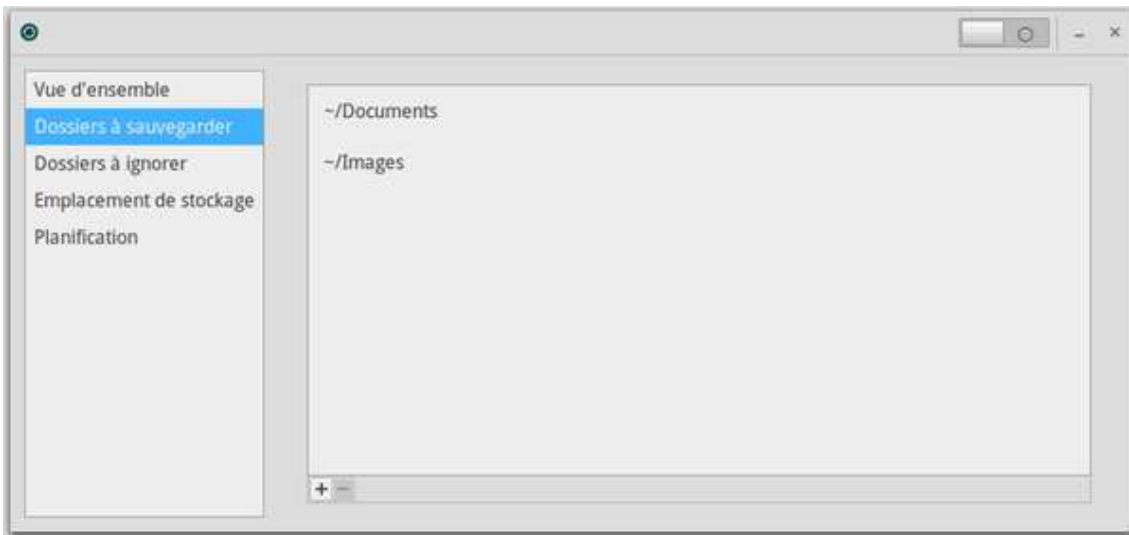 Vue d'ensemble
Dossiers à sauvegarder
Dossiers à ignorer
Emplacement de stockage
Planification
~/Documents
~/Images